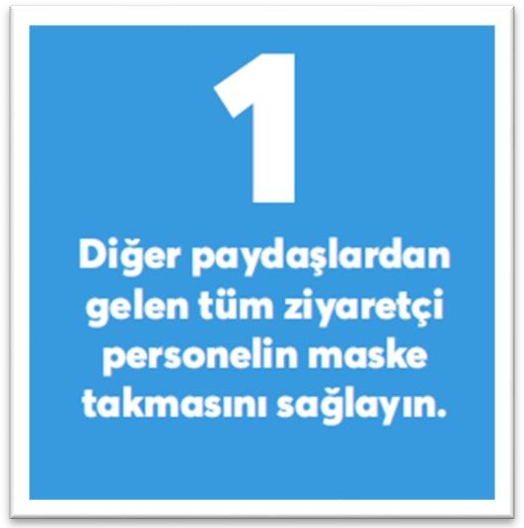 1
Diğer paydaşlardan
gelen tüm ziyaretçi
personelin maske
takmasını sağlayın.